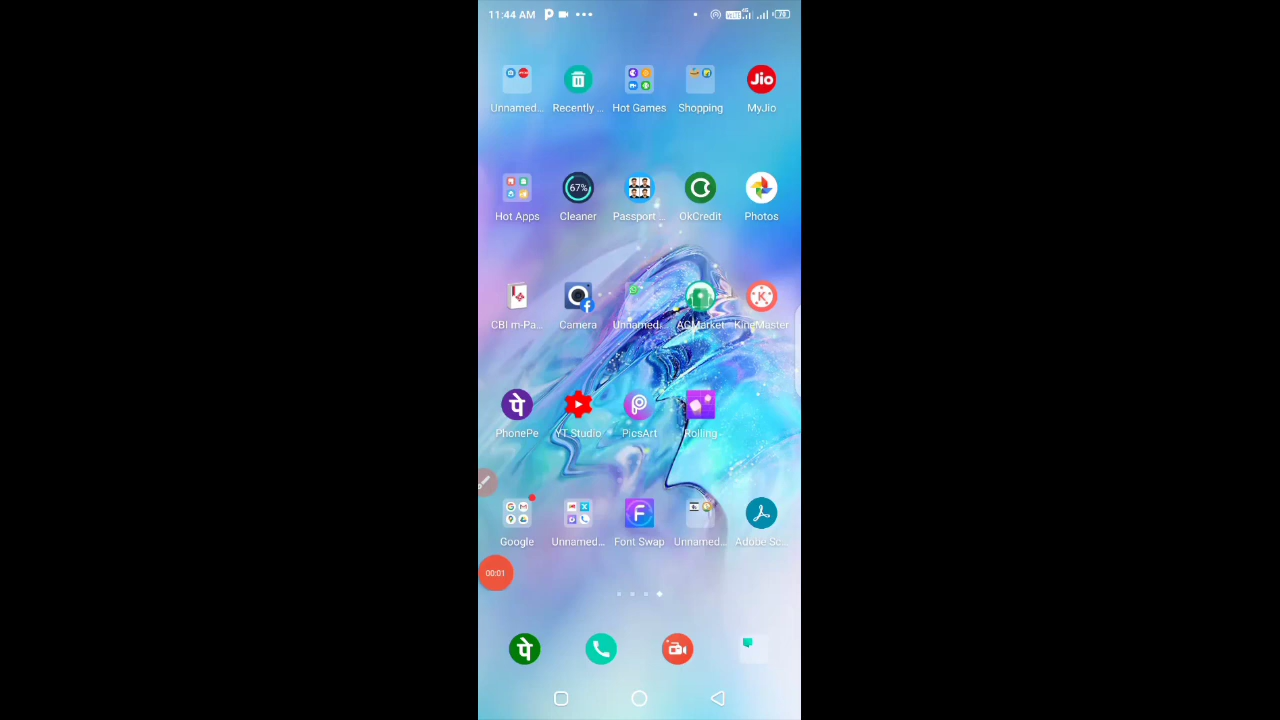 11:44 AM
Unnamed... Recently ... Hot Games Shopping MyJio
Jio
67%
Hot Apps Cleaner Passport ... OkCredit Photos
CBI m-Pa... Camera Unnamed... ACMarket KineMaster
पे
PhonePe YT Studio PicsArt Rolling
Google Unnamed... Font Swap Unnamed... Adobe Sc...
00:01
पे